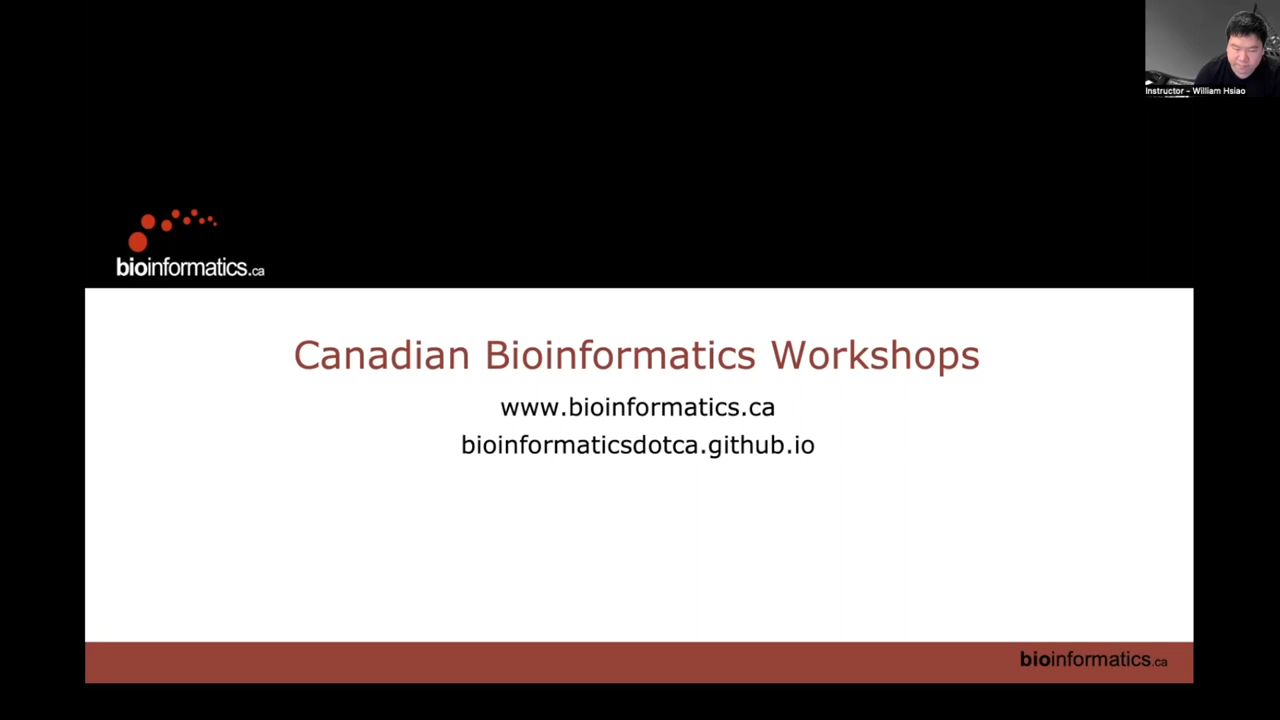 Instructor - William Hsiao
bioinformatics.ca
Canadian Bioinformatics Workshops
www.bioinformatics.ca
bioinformaticsdotca.github.io
bioinformatics.ca